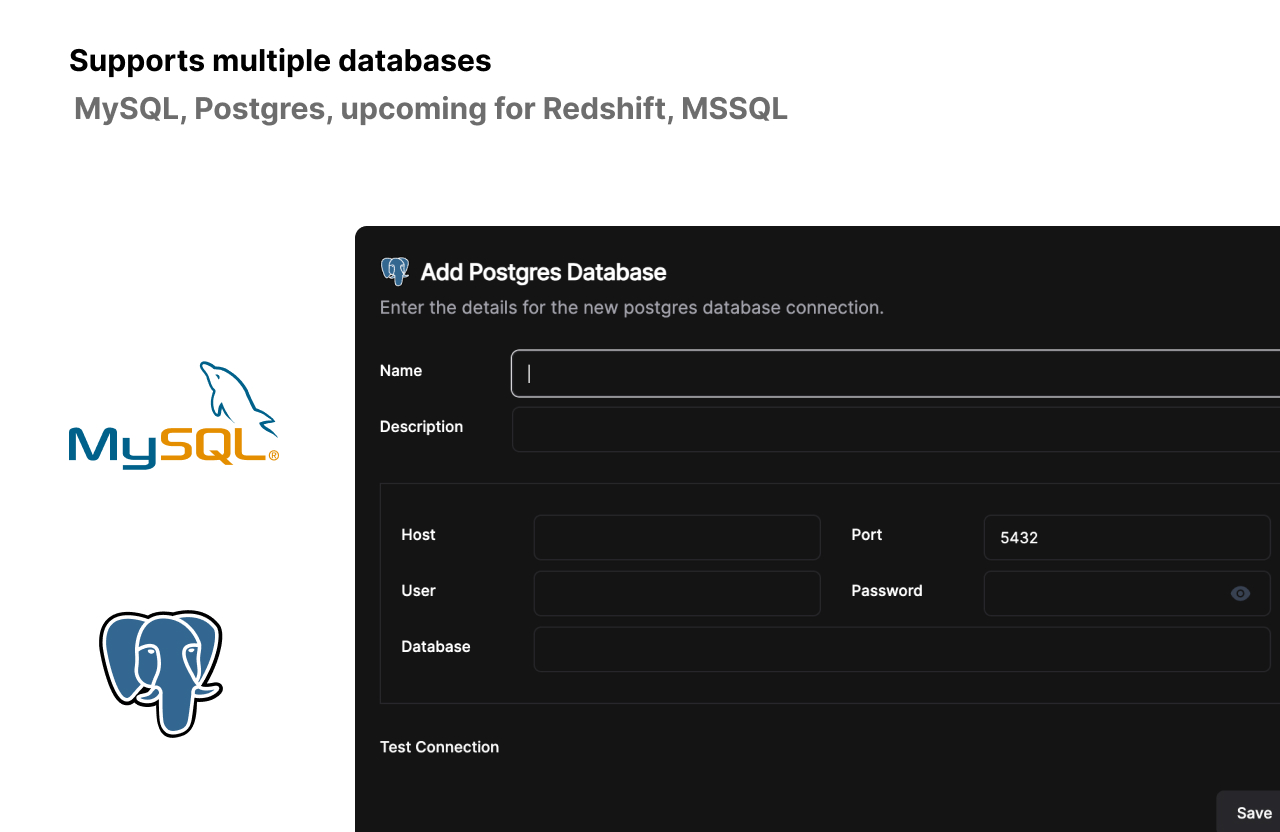 Supports multiple databases
MySQL, Postgres, upcoming for Redshift, MSSQL
Add Postgres Database
Enter the details for the new postgres database connection.
Name
Description
MySQL®
Host
Port
5432
User
Password
Database
Test Connection
Save